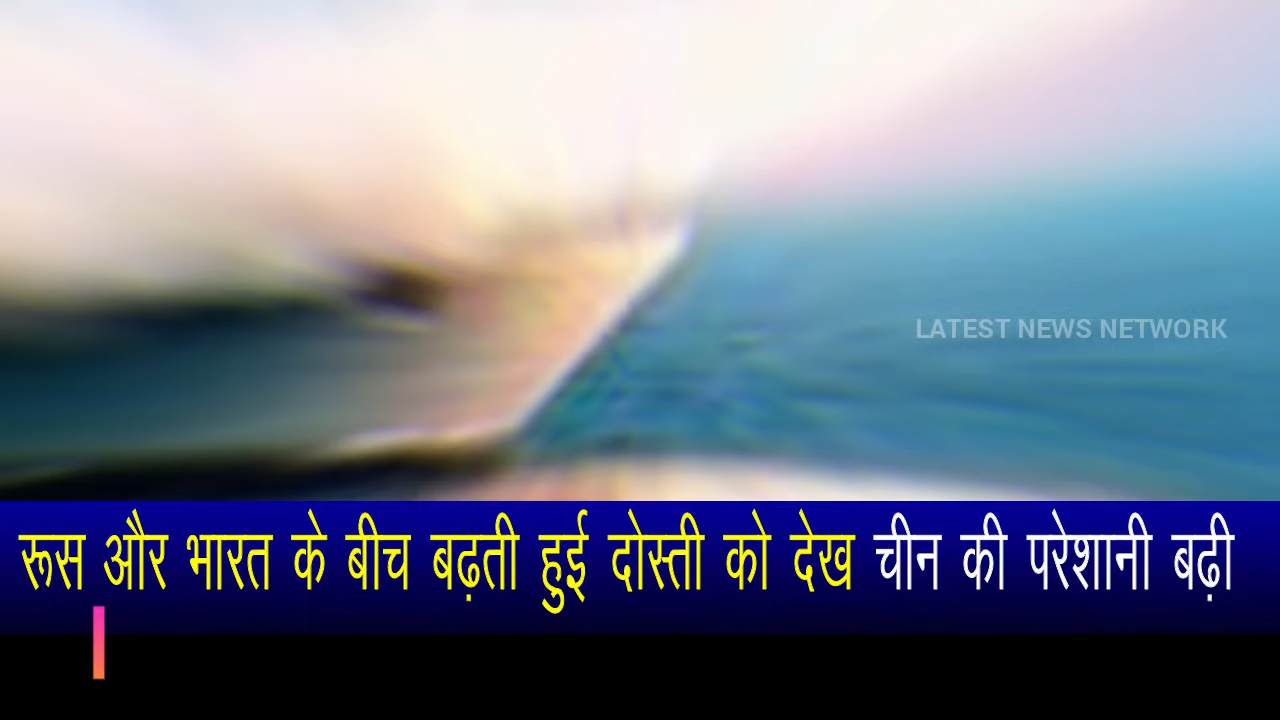 LATEST NEWS NETWORK
रूस और भारत के बीच बढ़ती हुई दोस्ती को देख चीन की परेशानी बढ़ी